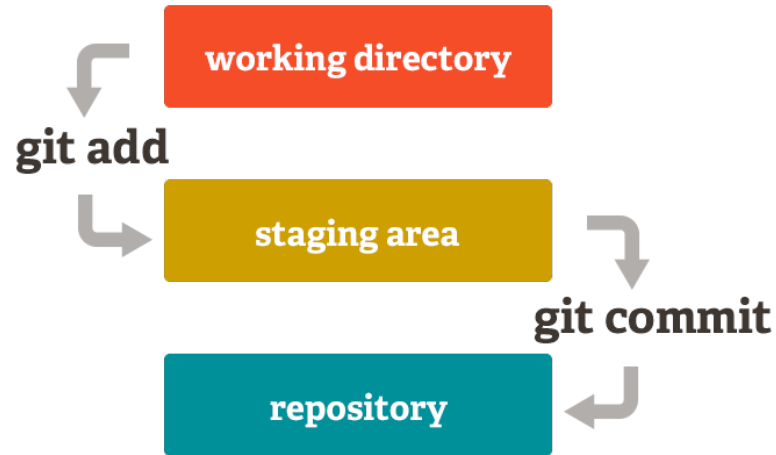 working directory
git add
staging area
git commit
repository